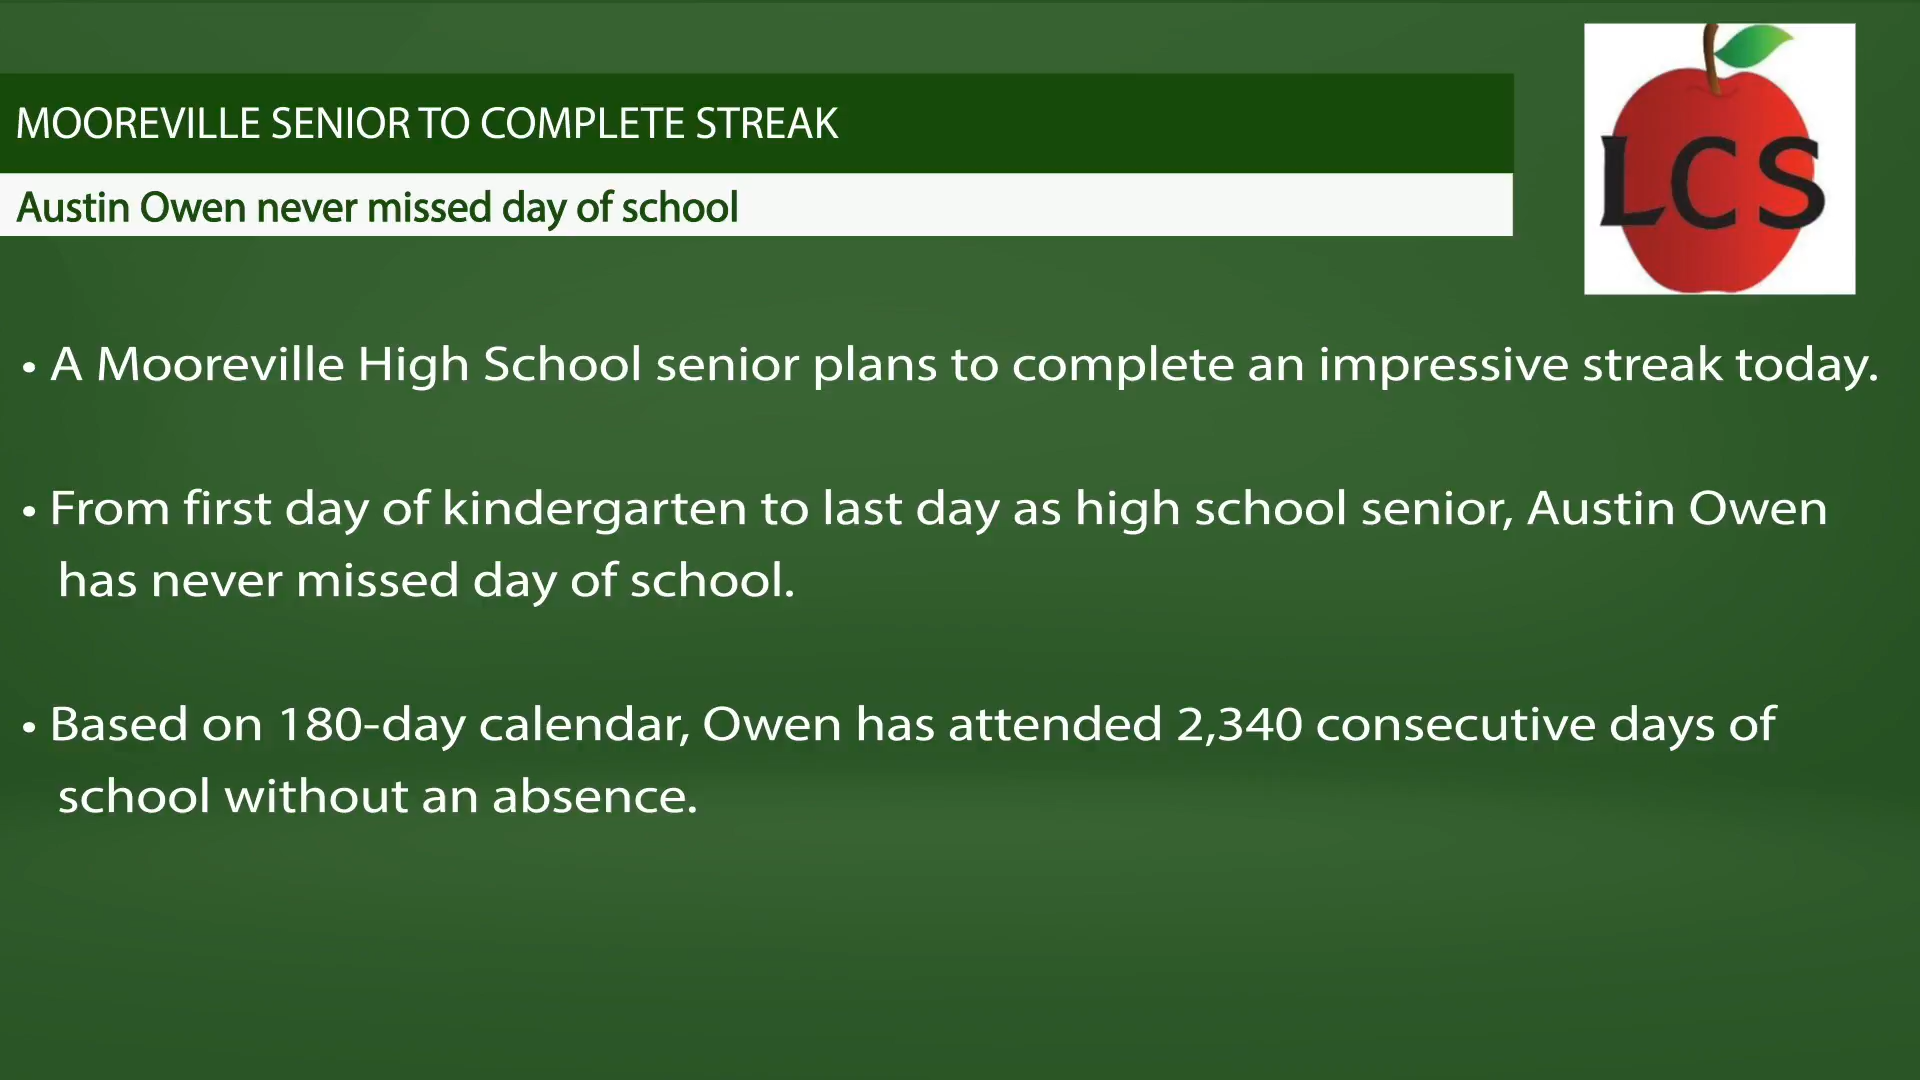 MOOREVILLE SENIOR TO COMPLETE STREAK
Austin Owen never missed day of school
LCS
• A Mooreville High School senior plans to complete an impressive streak today.
• From first day of kindergarten to last day as high school senior, Austin Owen
has never missed day of school.
• Based on 180-day calendar, Owen has attended 2,340 consecutive days of
school without an absence.